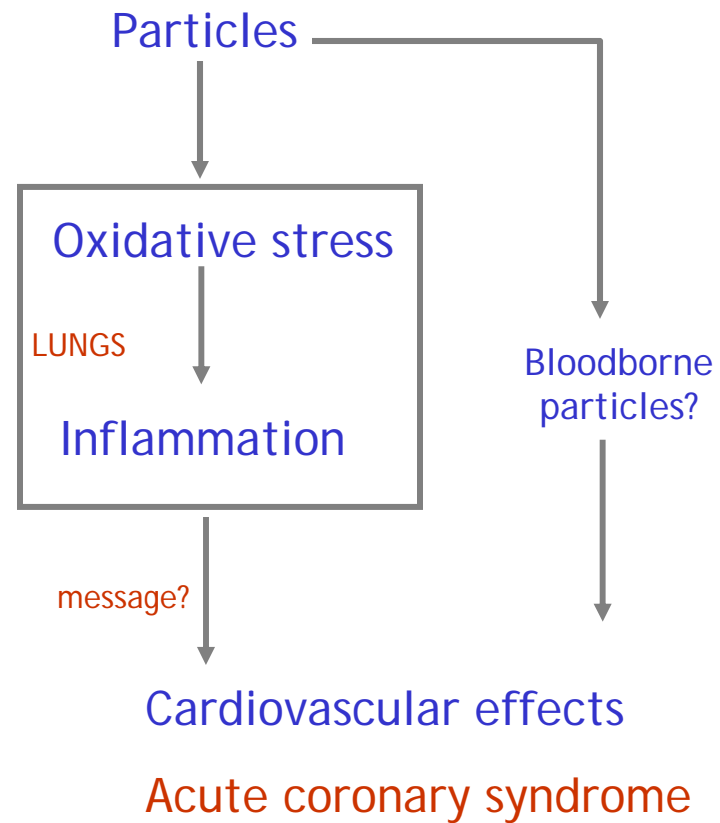 Particles
Oxidative stress
LUNGS
Inflammation
Bloodborne
particles?
message?
Cardiovascular effects
Acute coronary syndrome